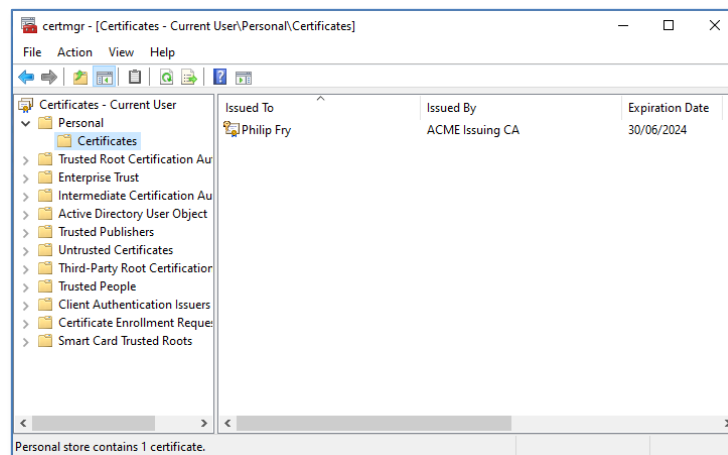 certmgr - [Certificates - Current User\Personal\Certificates]
File Action View Help
Certificates - Current User
Personal
Certificates
Trusted Root Certification Au
Enterprise Trust
Intermediate Certification Au
Active Directory User Object
Trusted Publishers
Untrusted Certificates
Third-Party Root Certification
Trusted People
Client Authentication Issuers
Certificate Enrollment Reques
Smart Card Trusted Roots
Issued To Issued By Expiration Date
Philip Fry ACME Issuing CA 30/06/2024
Personal store contains 1 certificate.